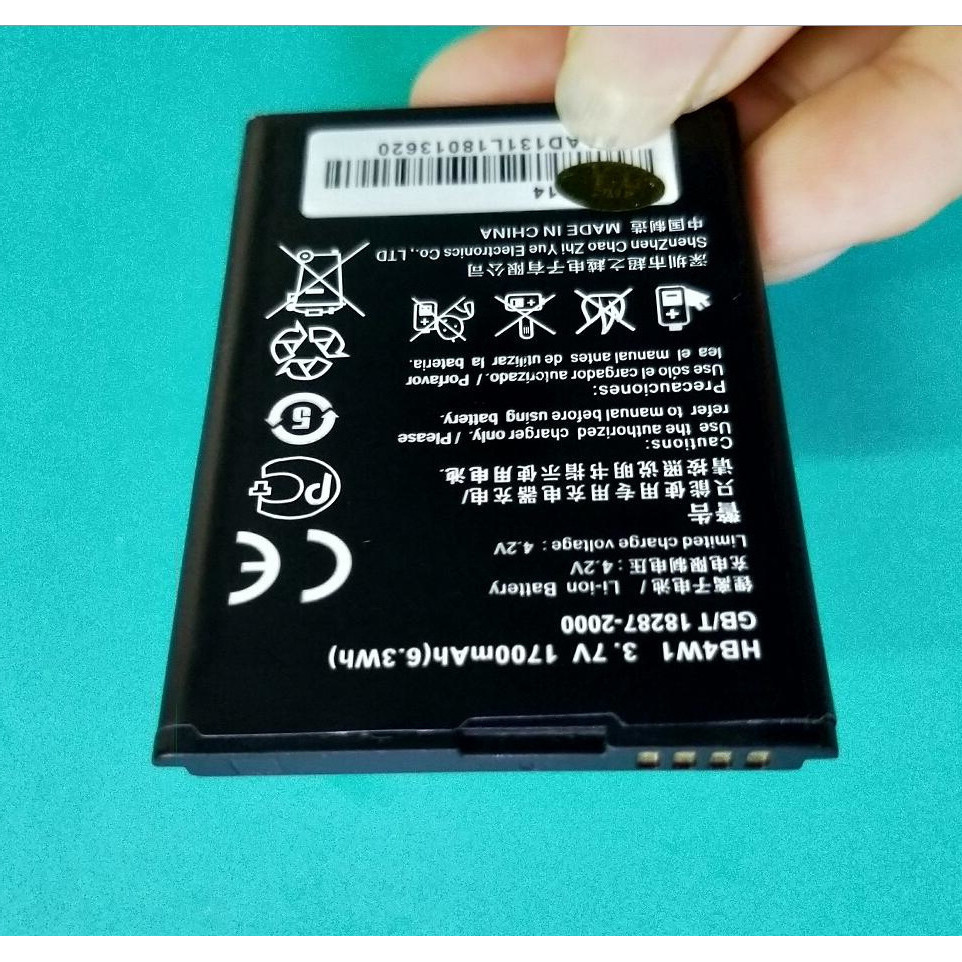 HB4W1 3.7V 1700mAh(6.3Wh)
GB/T 18287-2000
锂离子电池 / Li-ion Battery
充电限制电压:4.2V
Limited charge voltage : 4.2V
警告
只能使用专用充电器充电/
请按照说明书指示使用电池.
Cautions:
Use the authorized charger only. / Please
refer to manual before using battery.
Precauciones:
Use sólo el cargador autorizado. / Porfavor
lea el manual antes de utilizar la bateria.
深圳市超之越电子有限公司
ShenZhen Chao Zhi Yue Electronics Co., LTD
中国制造 MADE IN CHINA
CE
PC
5
14
AD131L18013620